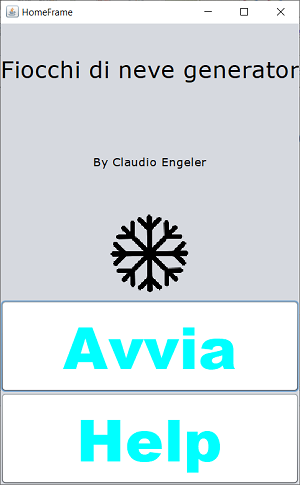 HomeFrame
Fiocchi di neve generator
By Claudio Engeler
Avvia
Help